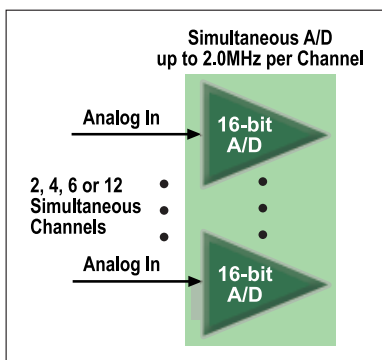 Simultaneous A/D
up to 2.0MHz per Channel
Analog In
16-bit
A/D
2, 4, 6 or 12
Simultaneous
Channels
Analog In
16-bit
A/D